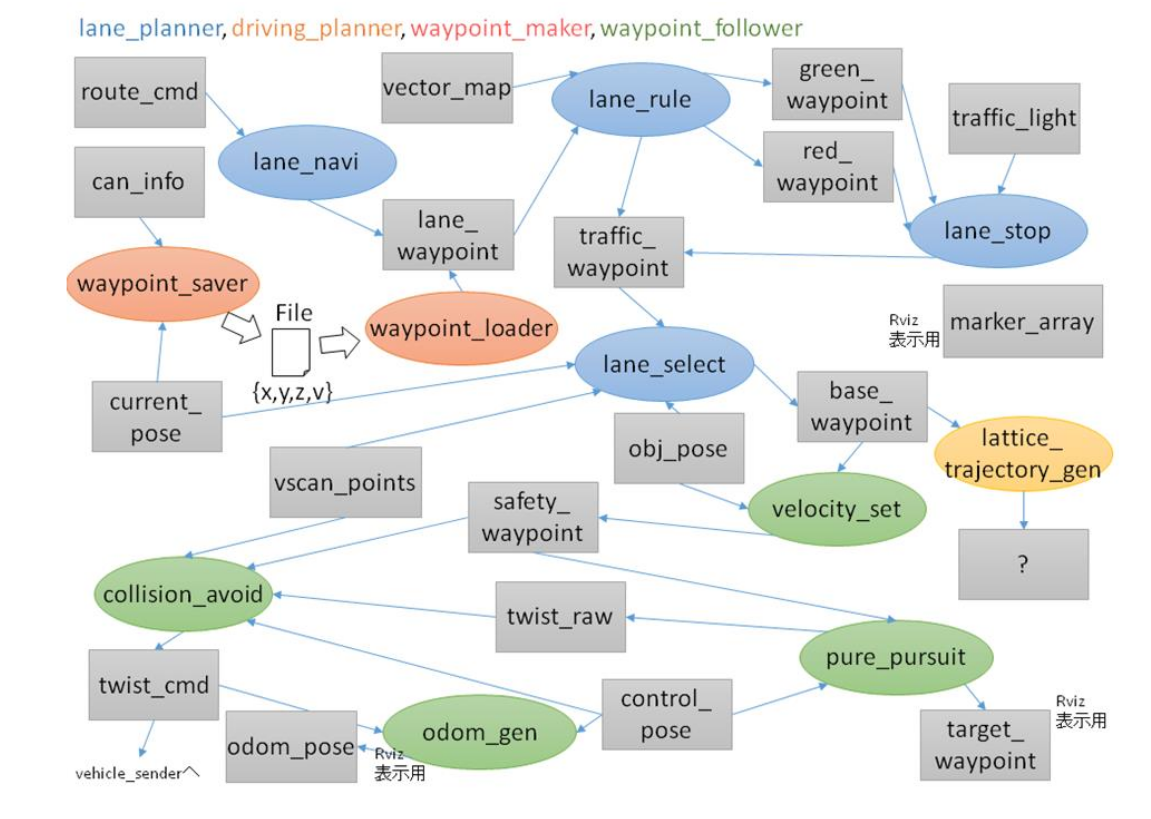 lane_planner, driving_planner, waypoint_maker, waypoint_follower
route_cmd
vector_map
lane_rule
green_
waypoint
traffic_light
lane_navi
can_info
red_
waypoint
lane_
waypoint
traffic_
waypoint
lane_stop
waypoint_saver
File
{x,y,z,v}
waypoint_loader
Rviz
表示用
marker_array
lane_select
current_
pose
base_
waypoint
obj_pose
lattice_
trajectory_gen
vscan_points
safety_
waypoint
velocity_set
?
collision_avoid
twist_raw
pure_pursuit
twist_cmd
control_
pose
odom_gen
odom_pose
Rviz
表示用
target_
waypoint
Rviz
表示用
vehicle_senderへ